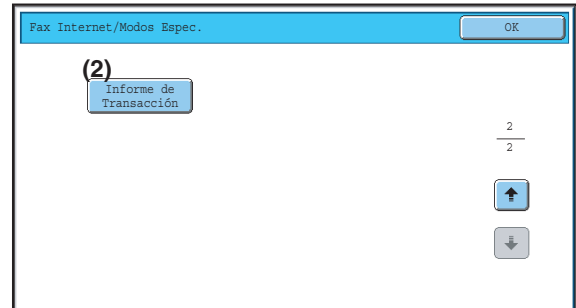 Fax Internet/Modos Espec.
OK
(2)
Informe de
Transacción
2
2